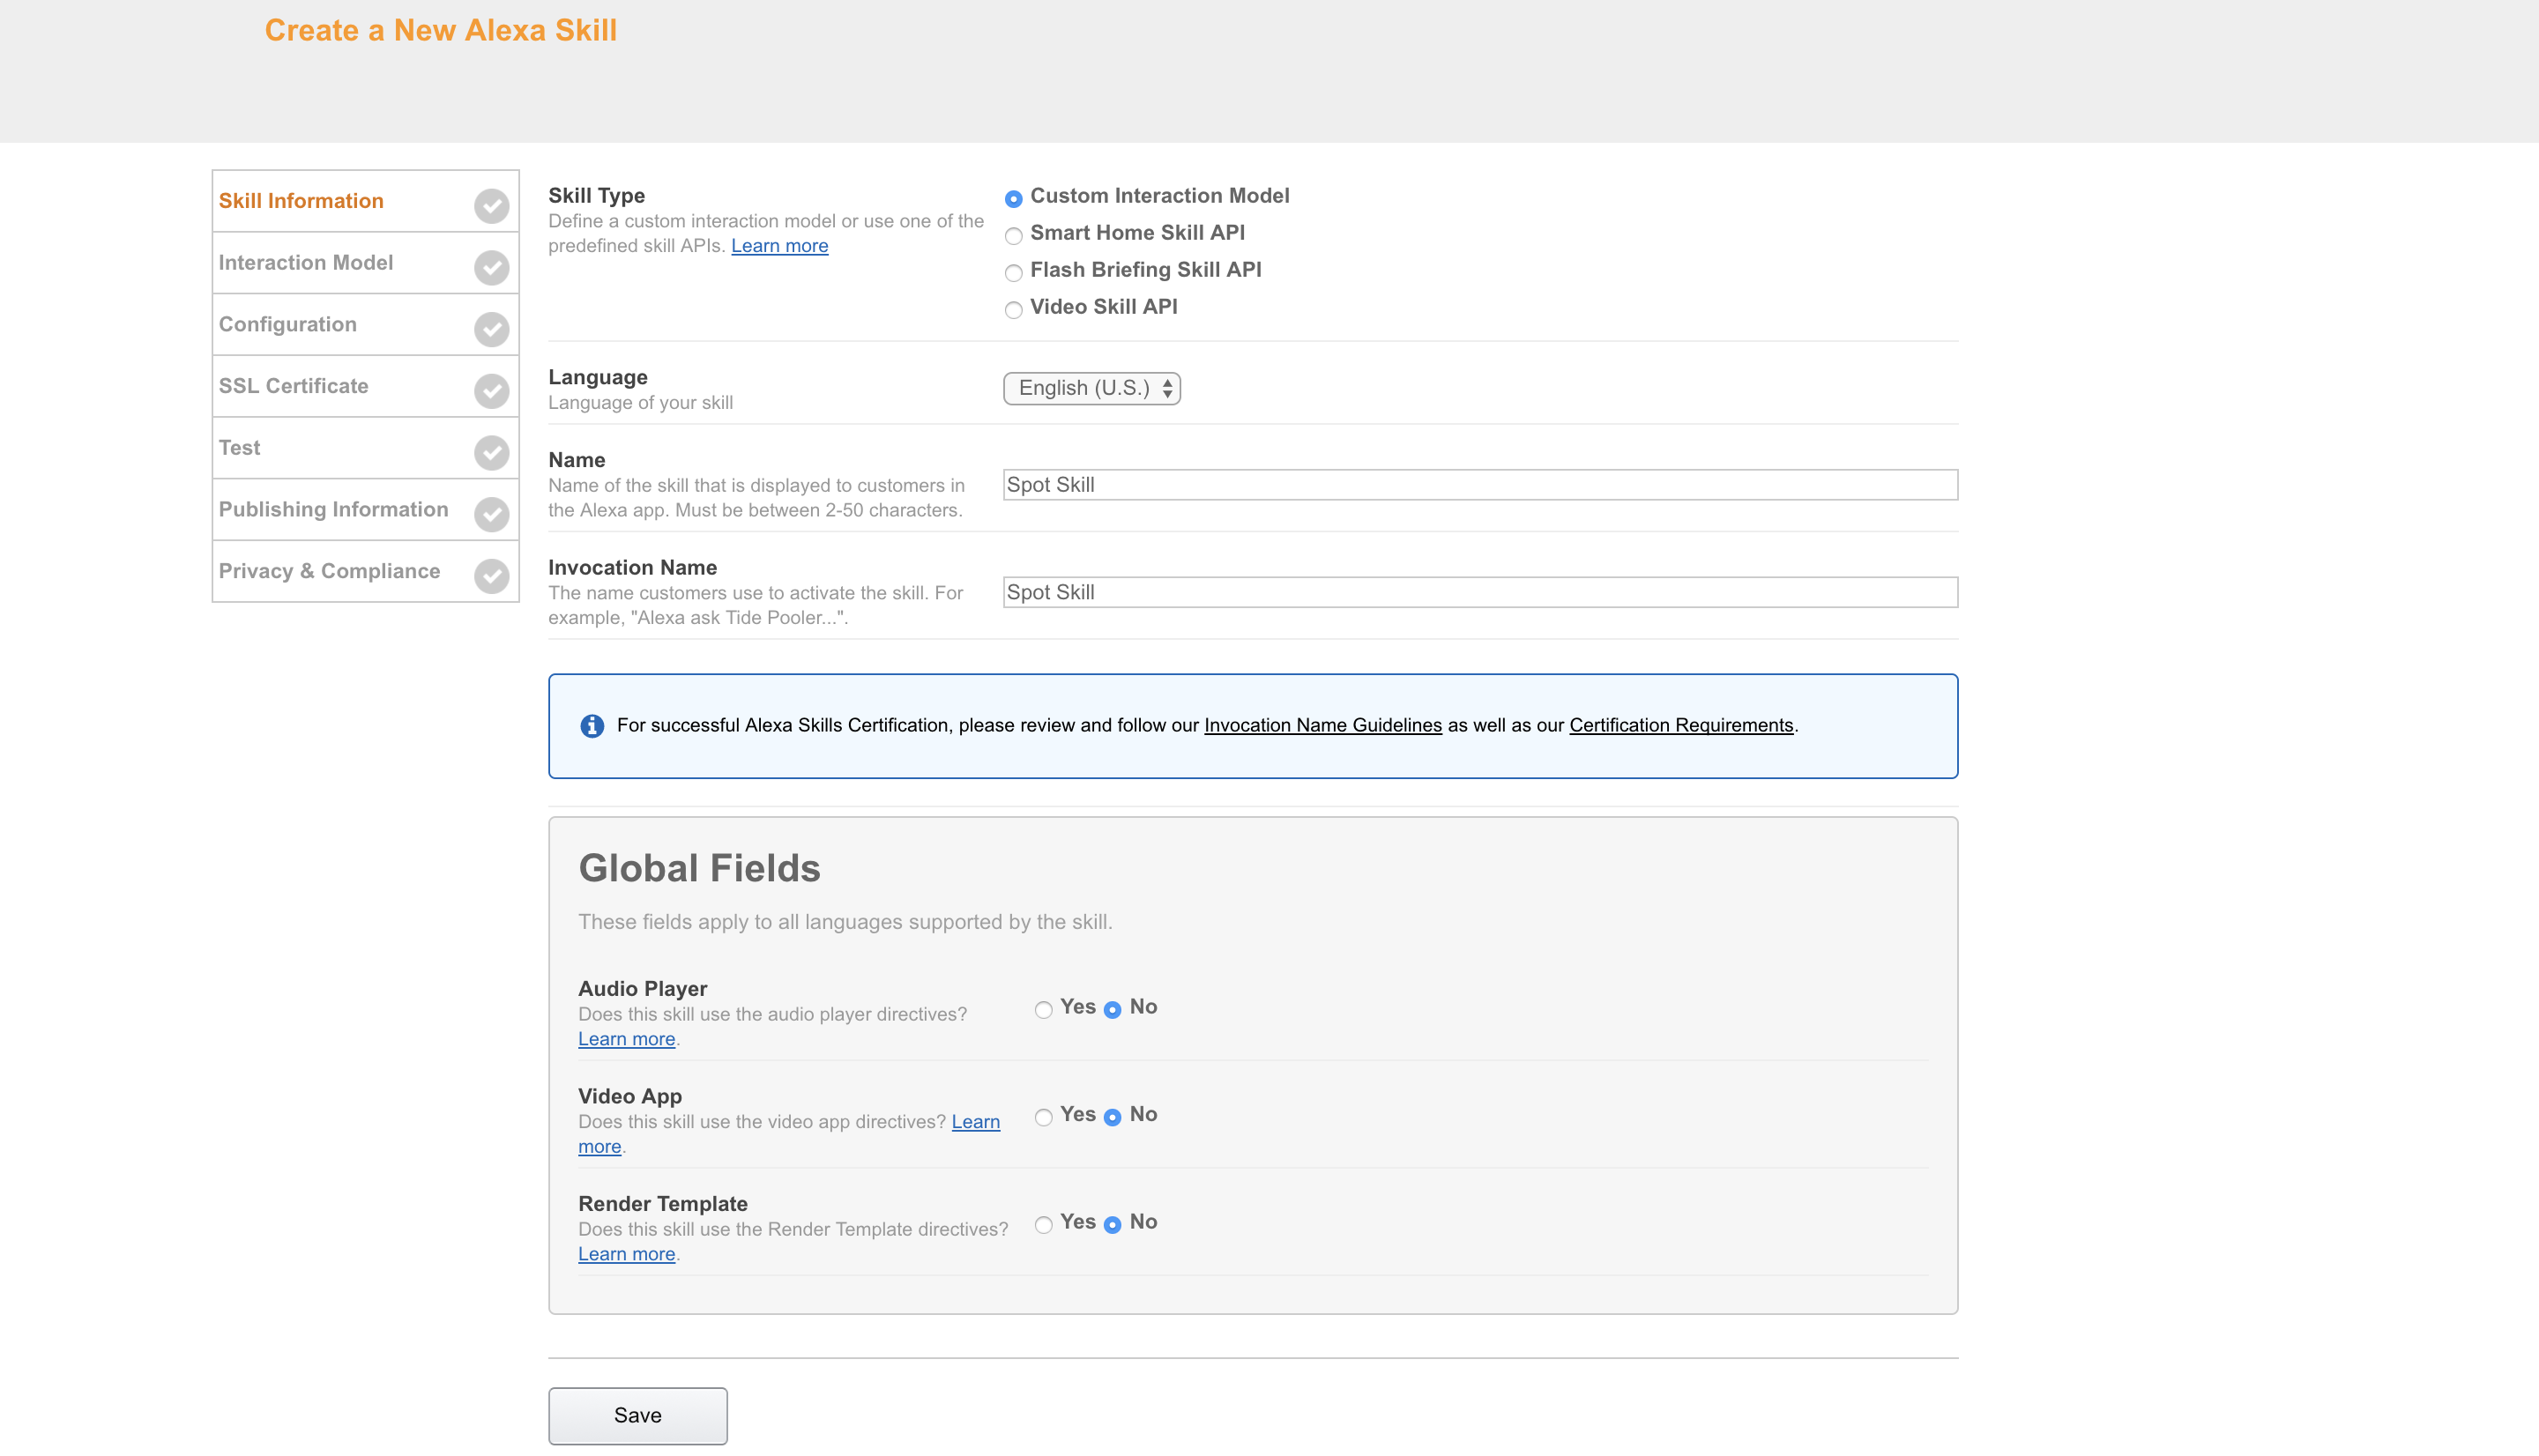 Create a New Alexa Skill
Skill Information
Interaction Model
Configuration
SSL Certificate
Test
Publishing Information
Privacy & Compliance
Skill Type
Define a custom interaction model or use one of the
predefined skill APIs. Learn more
Custom Interaction Model
Smart Home Skill API
Flash Briefing Skill API
Video Skill API
Language
Language of your skill
English (U.S.)
Name
Name of the skill that is displayed to customers in
the Alexa app. Must be between 2-50 characters.
Spot Skill
Invocation Name
The name customers use to activate the skill. For
example, "Alexa ask Tide Pooler...".
Spot Skill
For successful Alexa Skills Certification, please review and follow our Invocation Name Guidelines as well as our Certification Requirements.
Global Fields
These fields apply to all languages supported by the skill.
Audio Player
Does this skill use the audio player directives?
Learn more.
Yes No
Video App
Does this skill use the video app directives? Learn
more.
Yes No
Render Template
Does this skill use the Render Template directives?
Learn more.
Yes No
Save